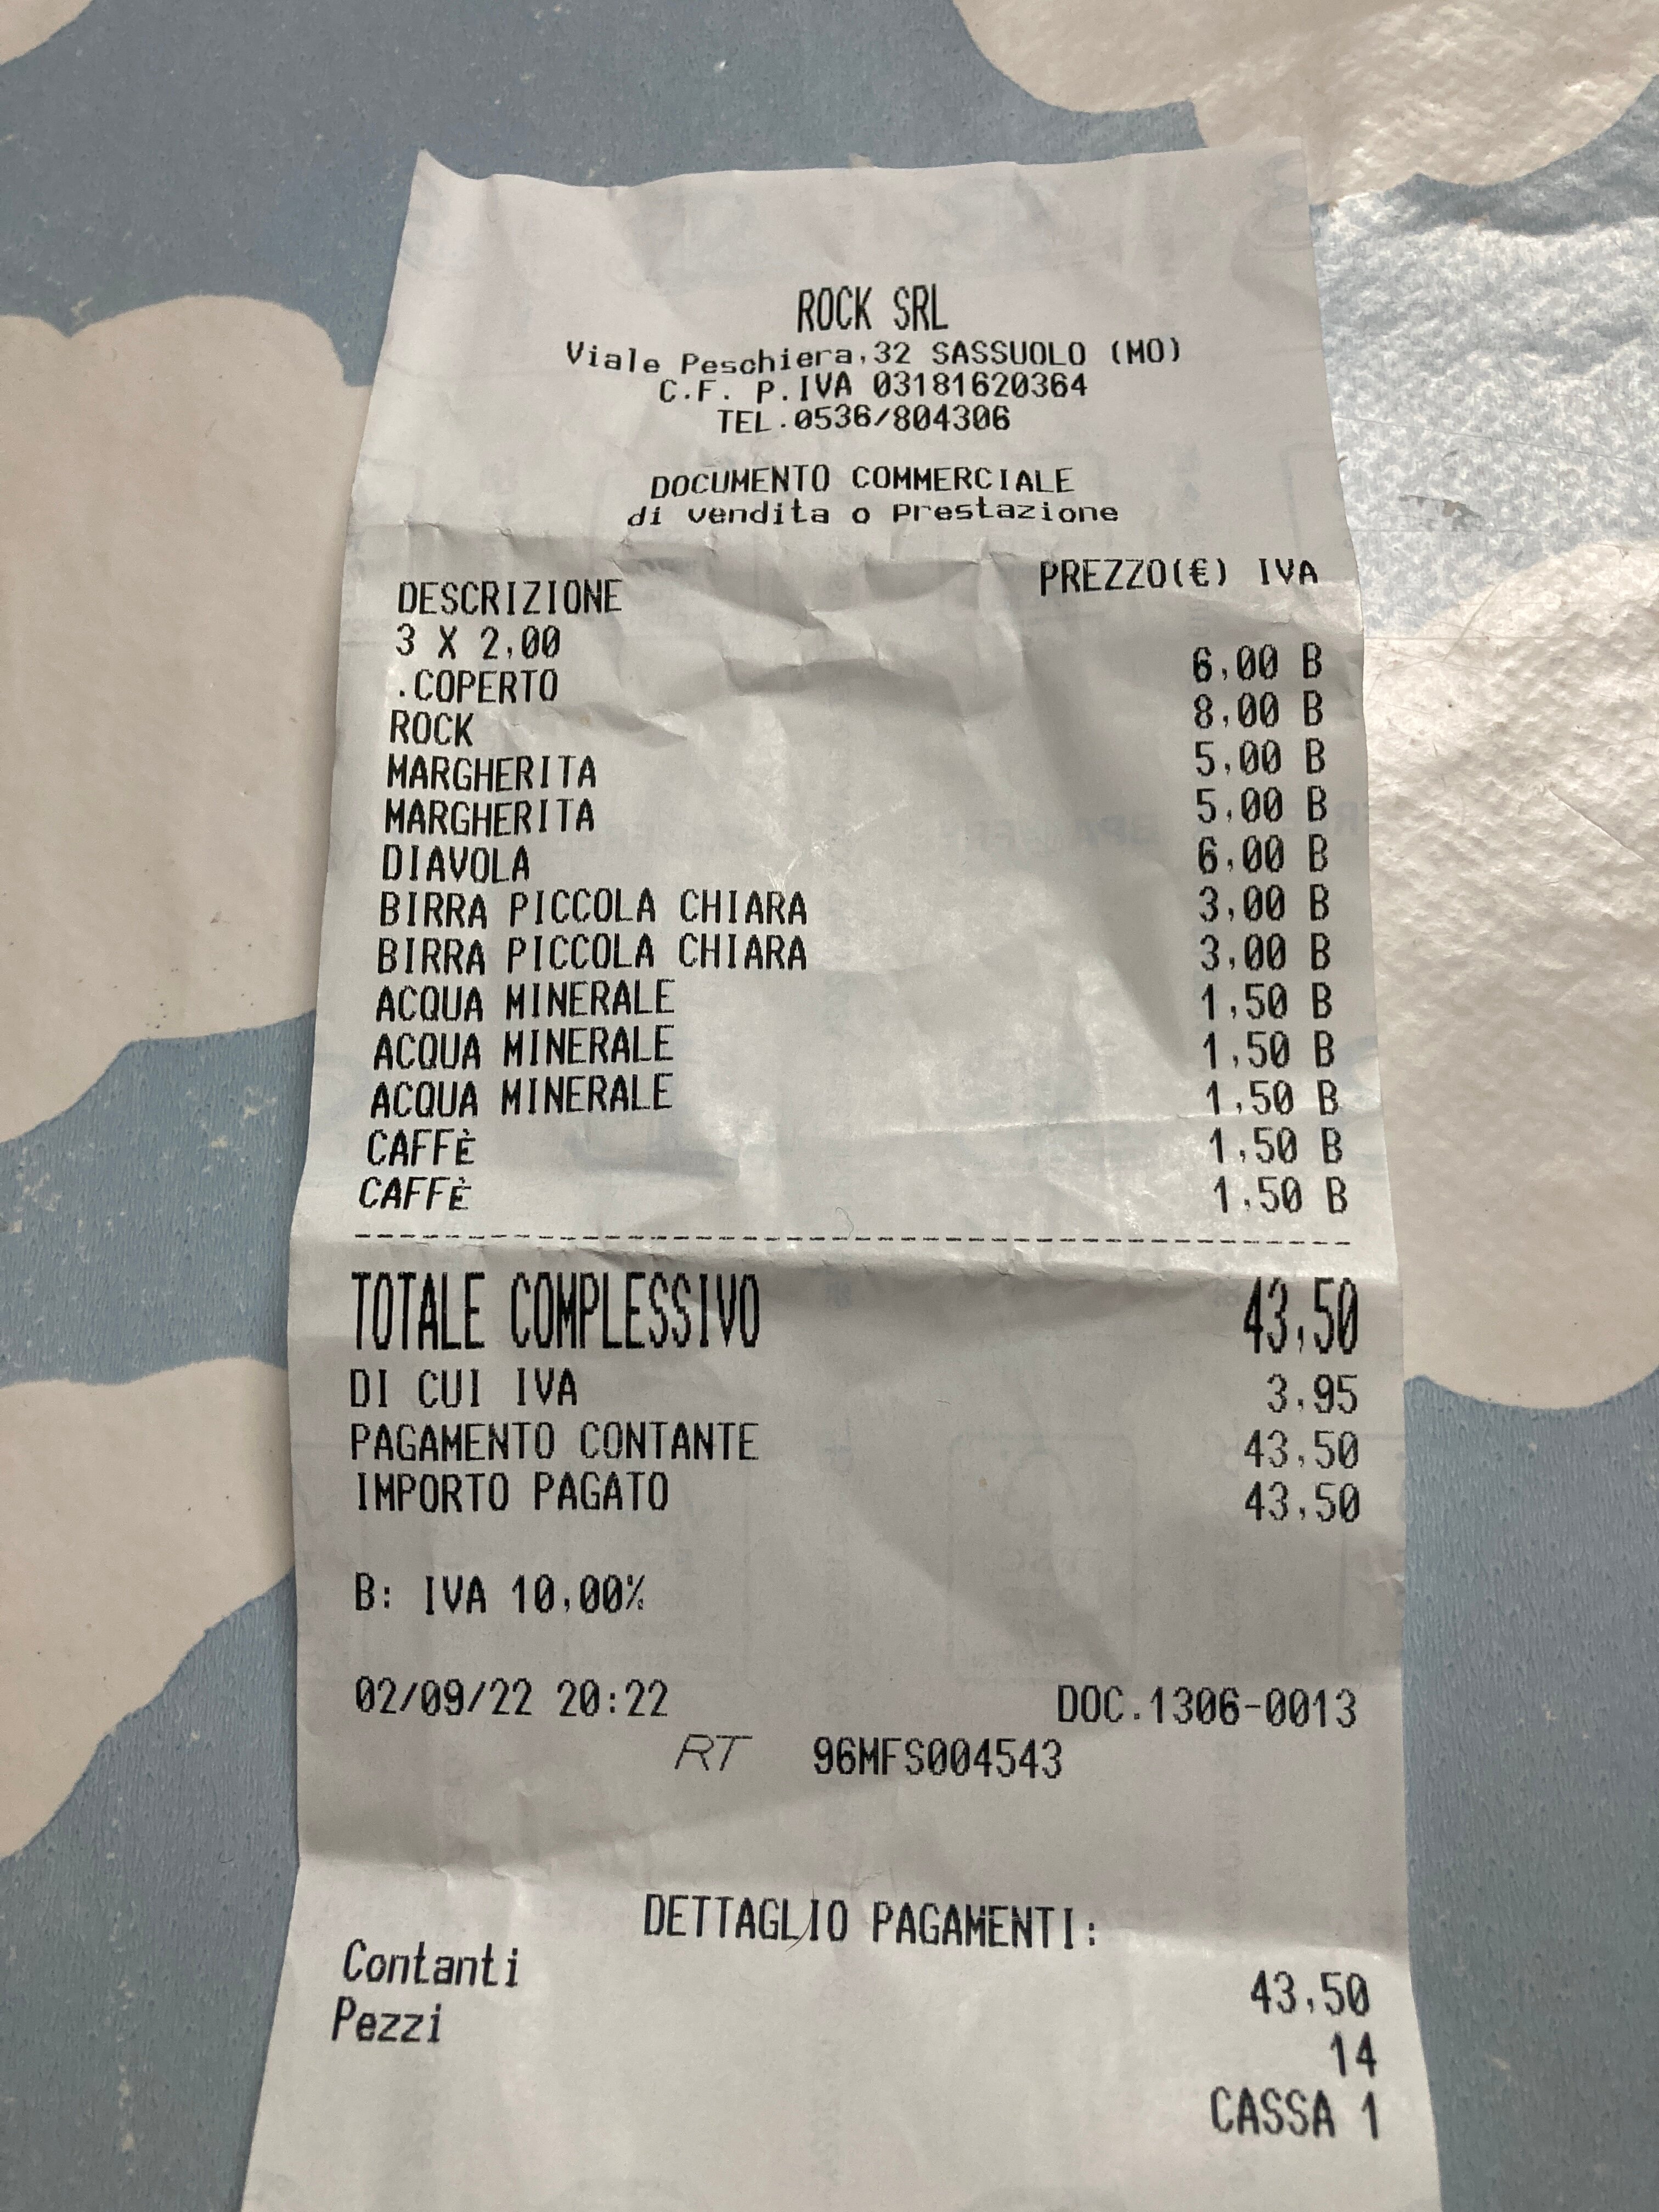 ROCK SRL
Viale Peschiera,32 SASSUOLO (MO)
C.F. P.IVA 03181620364
TEL.0536/804306
DOCUMENTO COMMERCIALE
di vendita o prestazione
DESCRIZIONE PREZZO(€) IVA
3 X 2,00
.COPERTO 6,00 B
ROCK 8,00 B
MARGHERITA 5,00 B
MARGHERITA 5,00 B
DIAVOLA 6,00 B
BIRRA PICCOLA CHIARA 3,00 B
BIRRA PICCOLA CHIARA 3,00 B
ACQUA MINERALE 1,50 B
ACQUA MINERALE 1,50 B
ACQUA MINERALE 1,50 B
CAFFÈ 1,50 B
CAFFÈ 1,50 B
TOTALE COMPLESSIVO 43,50
DI CUI IVA 3,95
PAGAMENTO CONTANTE 43,50
IMPORTO PAGATO 43,50
B: IVA 10,00%
02/09/22 20:22 DOC.1306-0013
RT 96MFS004543
DETTAGLIO PAGAMENTI:
Contanti 43,50
Pezzi 14
CASSA 1